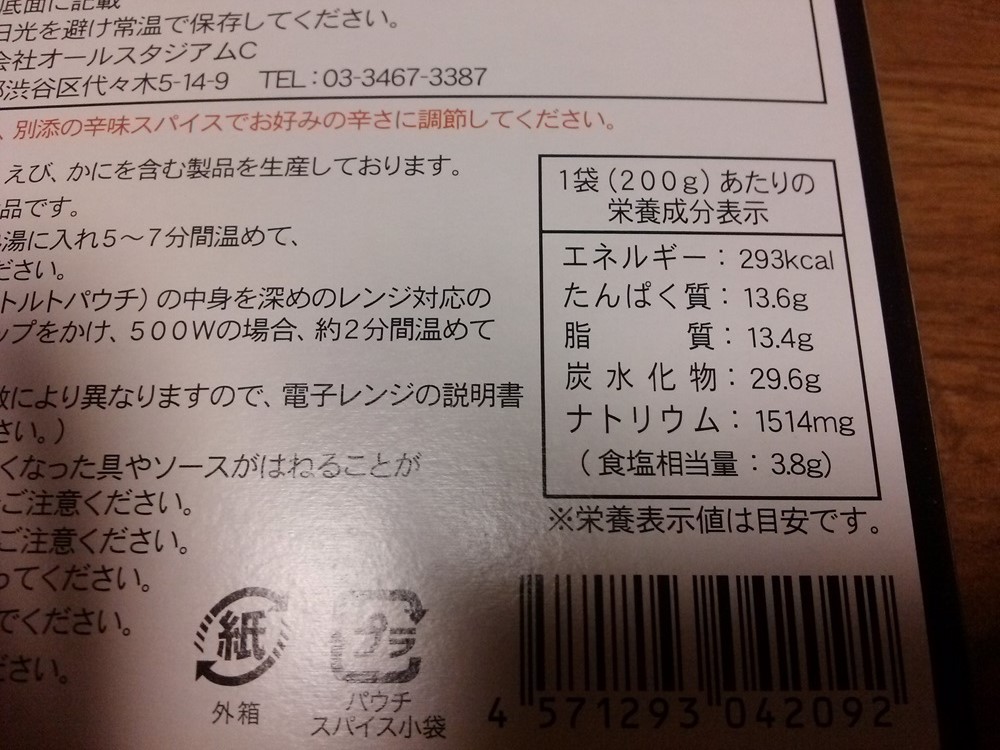 底面に記載
日光を避け常温で保存してください。
会社オールスタジアムC
渋谷区代々木5-14-9 TEL:03-3467-3387
、別添の辛味スパイスでお好みの辛さに調節してください。
えび、かにを含む製品を生産しております。
品です。
湯に入れ5〜7分間温めて、
ださい。
トルトパウチ)の中身を深めのレンジ対応の
ップをかけ、500Wの場合、約2分間温めて
により異なりますので、電子レンジの説明書
さい。)
くなった具やソースがはねることが
ご注意ください。
ご注意ください。
ってください。
でください。
ださい。
1袋(200g)あたりの
栄養成分表示
エネルギー:293kcal
たんぱく質:13.6g
脂 質:13.4g
炭水化物:29.6g
ナトリウム:1514mg
(食塩相当量:3.8g)
※栄養表示値は目安です。
紙
外箱
プラ
パウチ
スパイス小袋
4 571293 042092